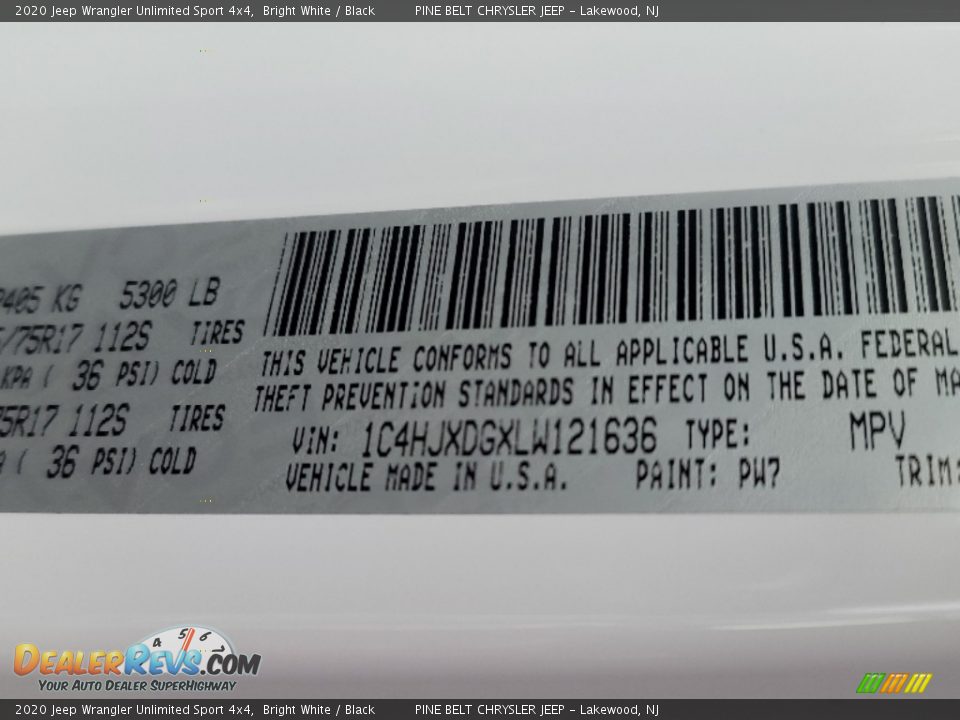 2020 Jeep Wrangler Unlimited Sport 4x4, Bright White / Black PINE BELT CHRYSLER JEEP - Lakewood, NJ
405 KG 5300 LB
/75R17 112S TIRES
KPA ( 36 PSI) COLD
75R17 112S TIRES
( 36 PSI) COLD
THIS VEHICLE CONFORMS TO ALL APPLICABLE U.S.A. FEDERAL
THEFT PREVENTION STANDARDS IN EFFECT ON THE DATE OF MA
VIN: 1C4HJXDGXLW121636 TYPE: MPV
VEHICLE MADE IN U.S.A. PAINT: PW7 TRIM:
4 5 6
DEALERREVS.COM
YOUR AUTO DEALER SUPERHIGHWAY
2020 Jeep Wrangler Unlimited Sport 4x4, Bright White / Black PINE BELT CHRYSLER JEEP - Lakewood, NJ